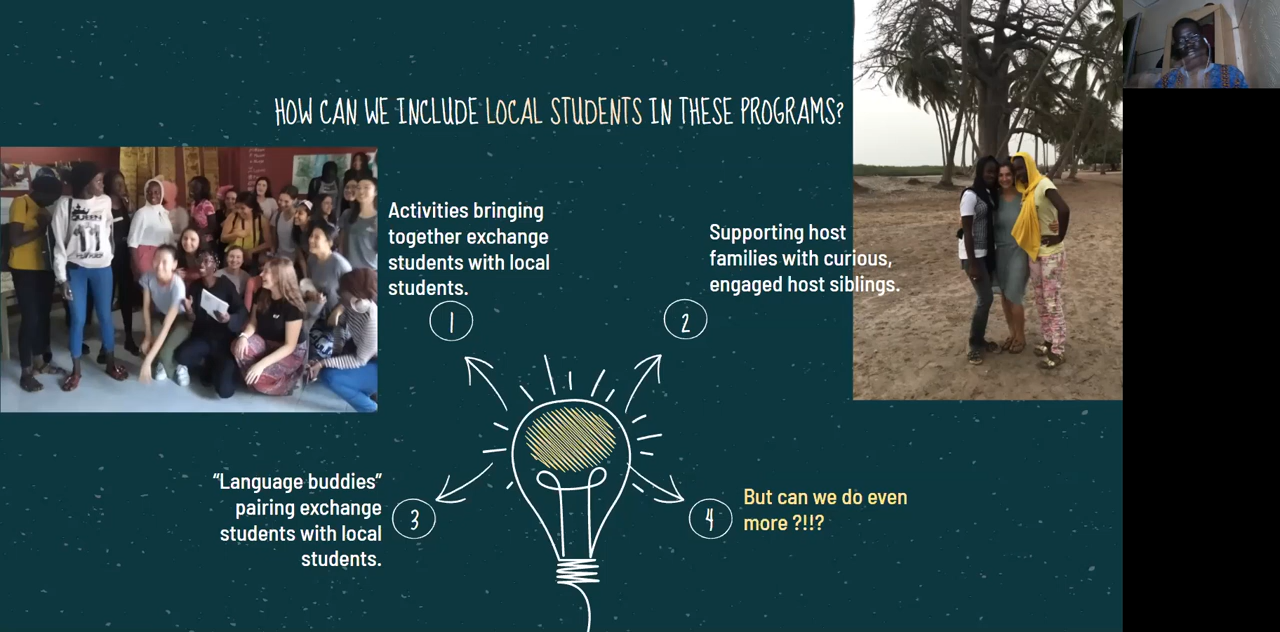 HOW CAN WE INCLUDE LOCAL STUDENTS IN THESE PROGRAMS?
Activities bringing
together exchange
students with local
students.
1
Supporting host
families with curious,
engaged host siblings.
2
"Language buddies"
pairing exchange
students with local
students.
3
4
But can we do even
more ?!!?
QUEEN
11